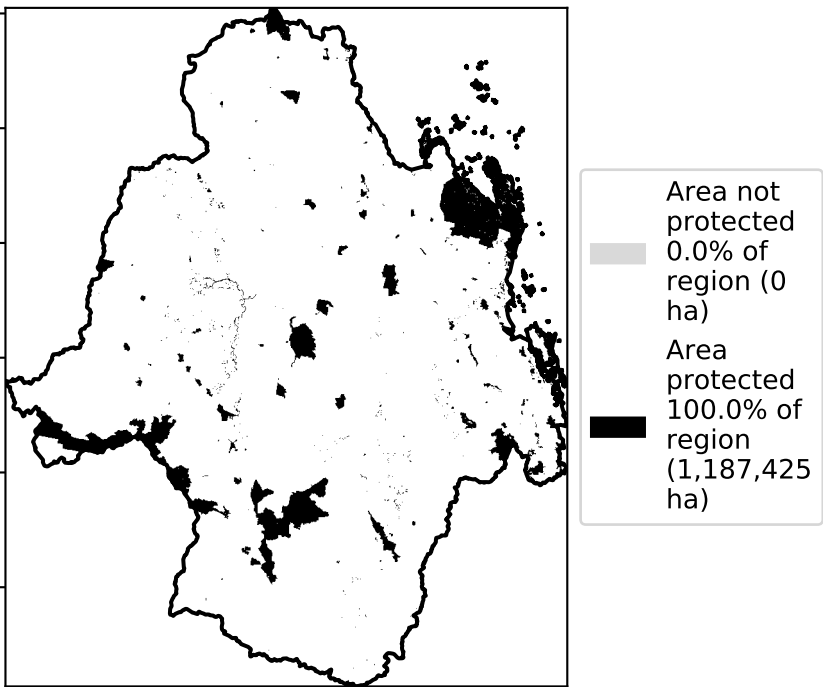 Area not
protected
0.0% of
region (0
ha)
Area
protected
100.0% of
region
(1,187,425
ha)